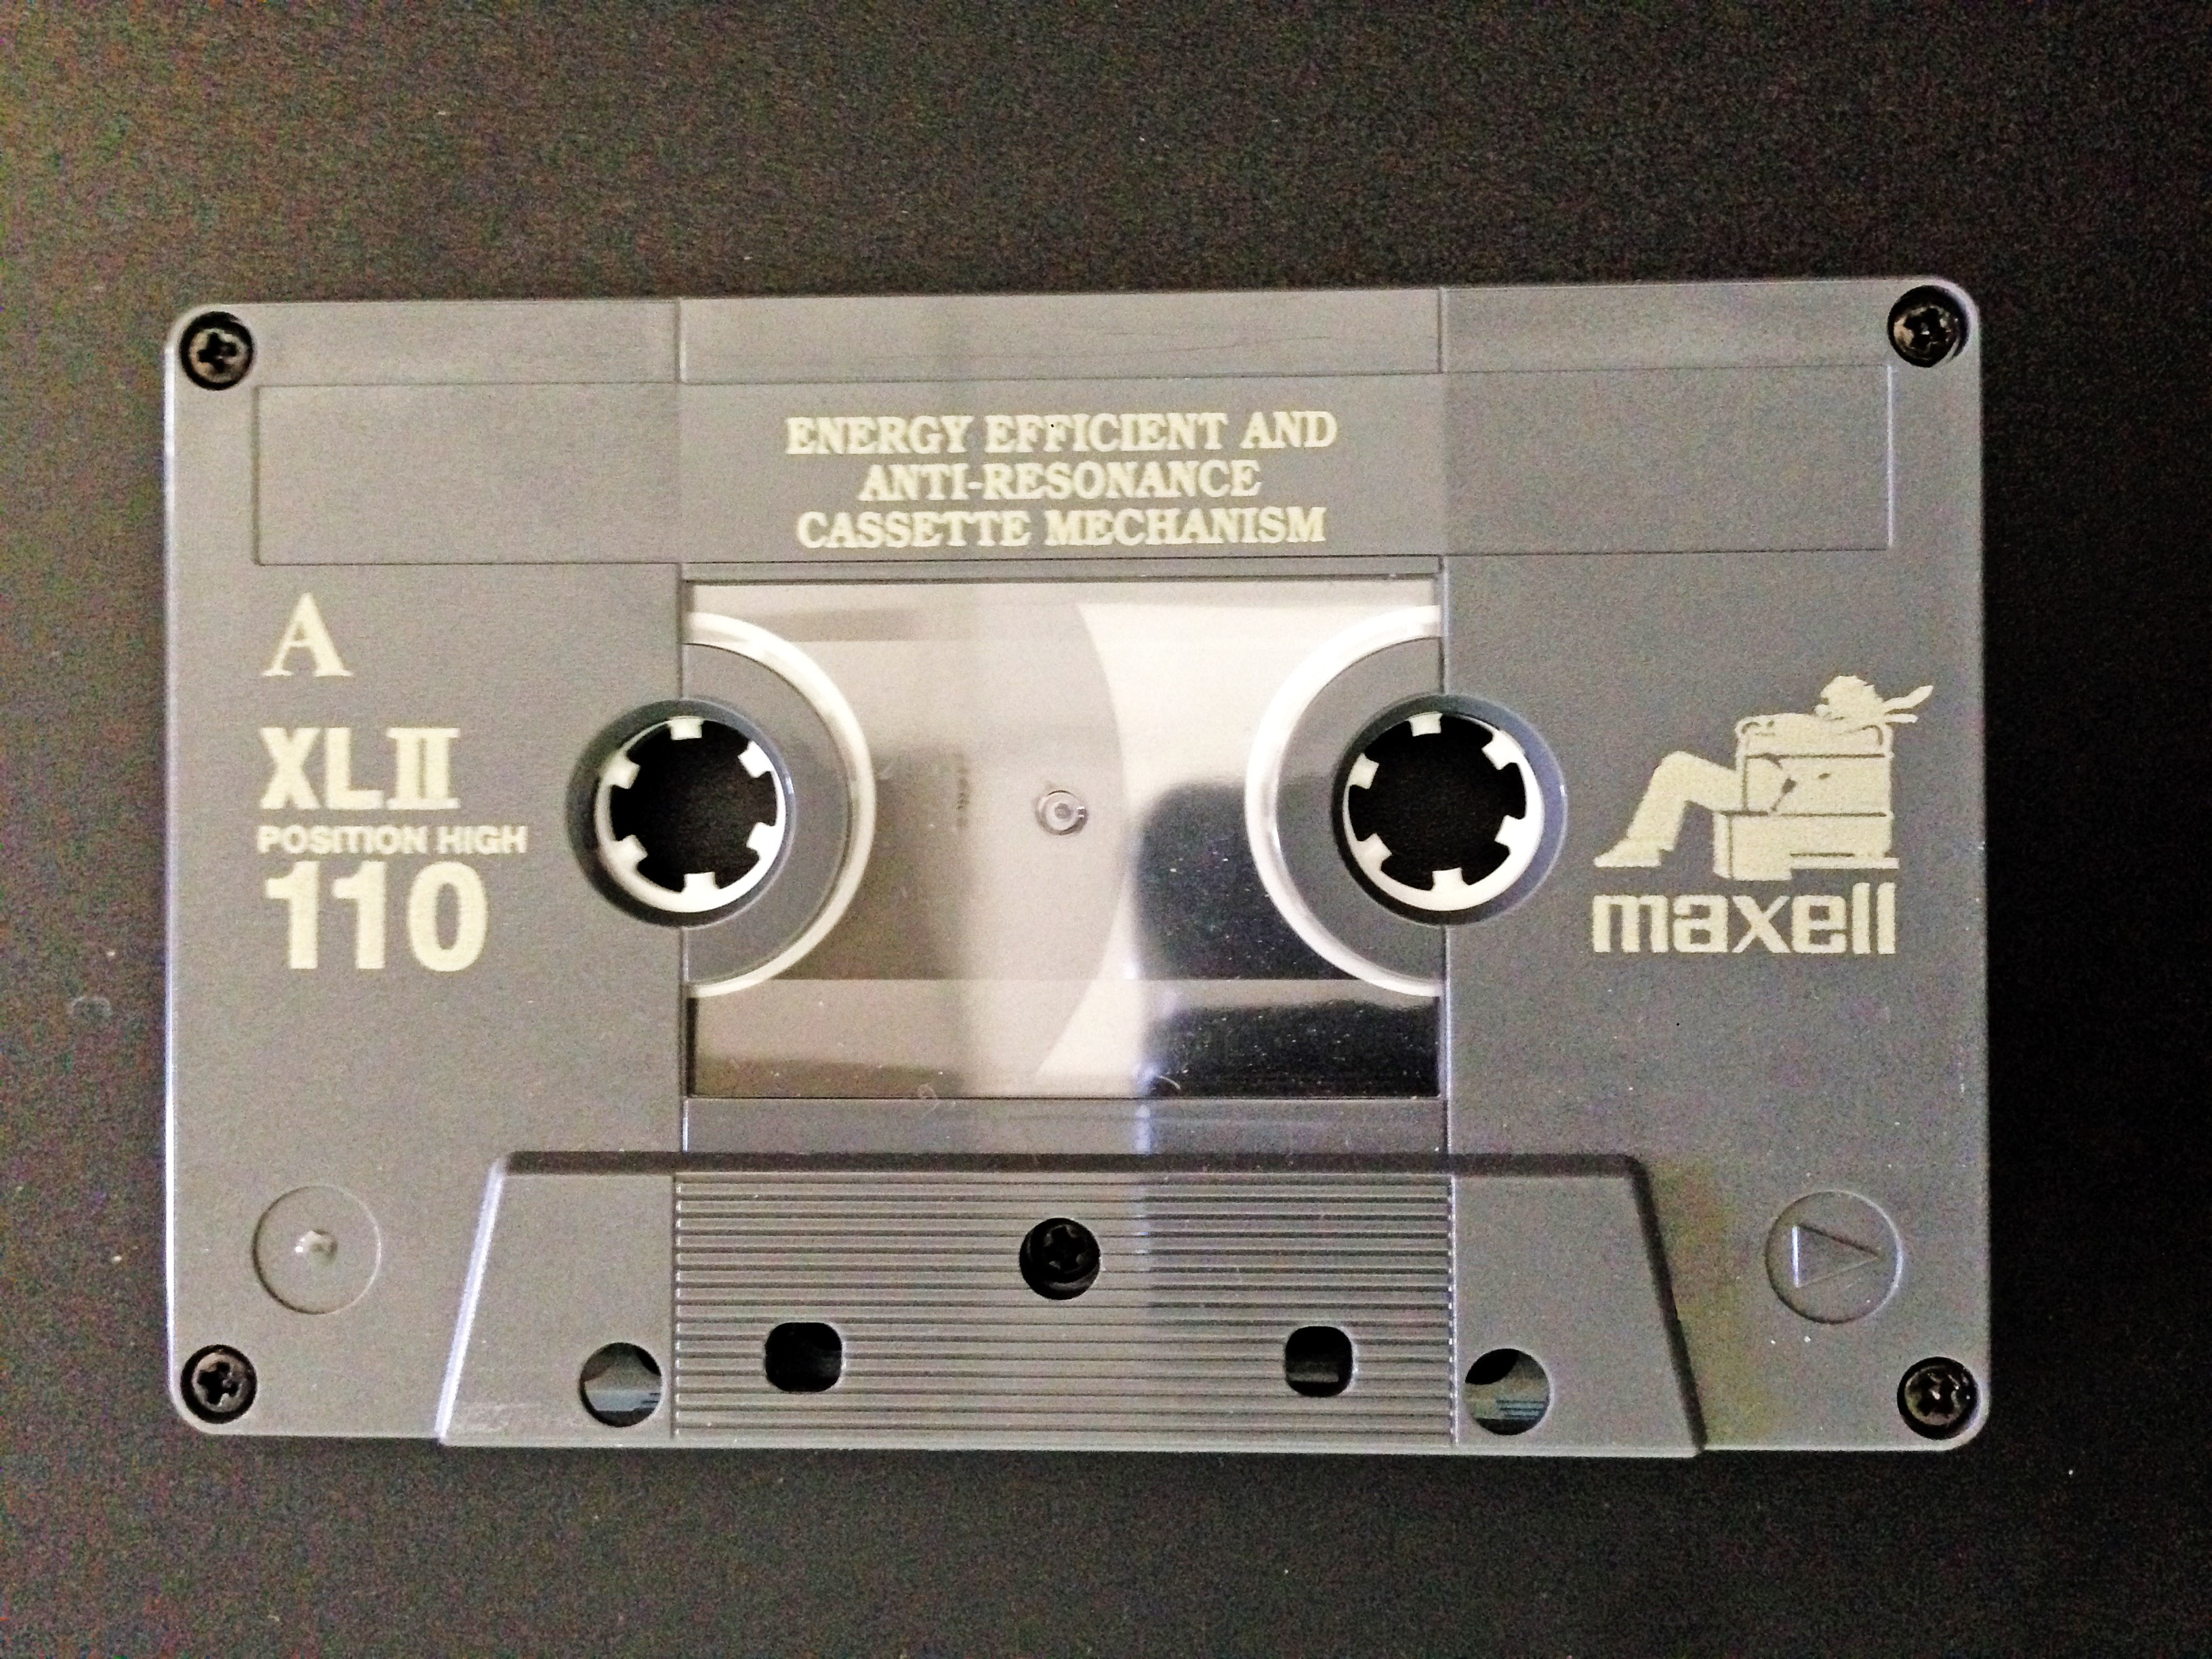 ENERGY EFFICIENT AND
ANTI-RESONANCE
CASSETTE MECHANISM
A
XLII
POSITION HIGH
110
maxell